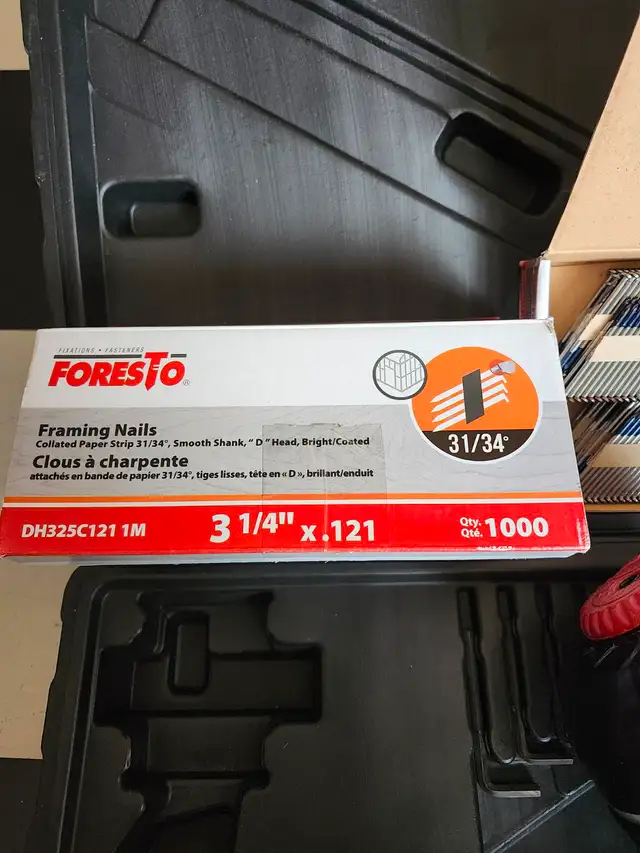 FIXATIONS • FASTENERS
FORESTO®
Framing Nails
Collated Paper Strip 31/34°, Smooth Shank, "D" Head, Bright/Coated
Clous à charpente
attachés en bande de papier 31/34°, tiges lisses, tête en «D», brillant/enduit
31/34°
DH325C121 1M
3 1/4" x .121
Qty.
Qté. 1000